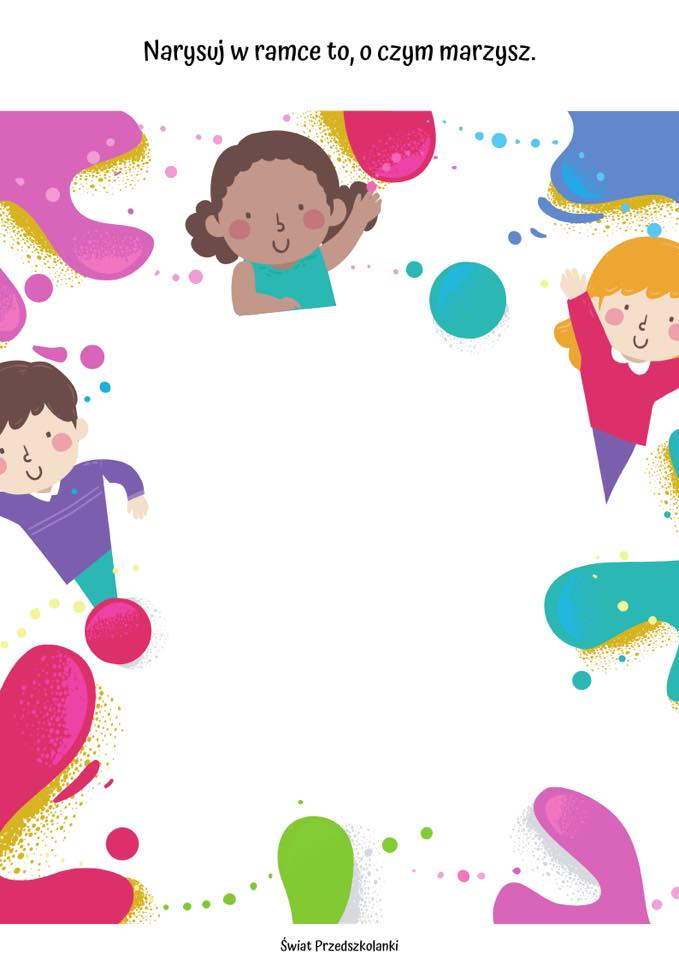 Narysuj w ramce to, o czym marzysz.
Świat Przedszkolanki